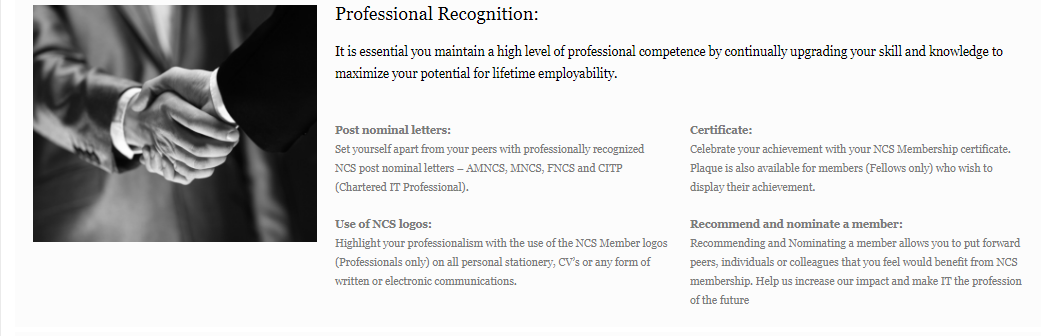 Professional Recognition:
It is essential you maintain a high level of professional competence by continually upgrading your skill and knowledge to
maximize your potential for lifetime employability.
Post nominal letters:
Set yourself apart from your peers with professionally recognized
NCS post nominal letters – AMNCS, MNCS, FNCS and CITP
(Chartered IT Professional).
Use of NCS logos:
Highlight your professionalism with the use of the NCS Member logos
(Professionals only) on all personal stationery, CV's or any form of
written or electronic communications.
Certificate:
Celebrate your achievement with your NCS Membership certificate.
Plaque is also available for members (Fellows only) who wish to
display their achievement.
Recommend and nominate a member:
Recommending and Nominating a member allows you to put forward
peers, individuals or colleagues that you feel would benefit from NCS
membership. Help us increase our impact and make IT the profession
of the future